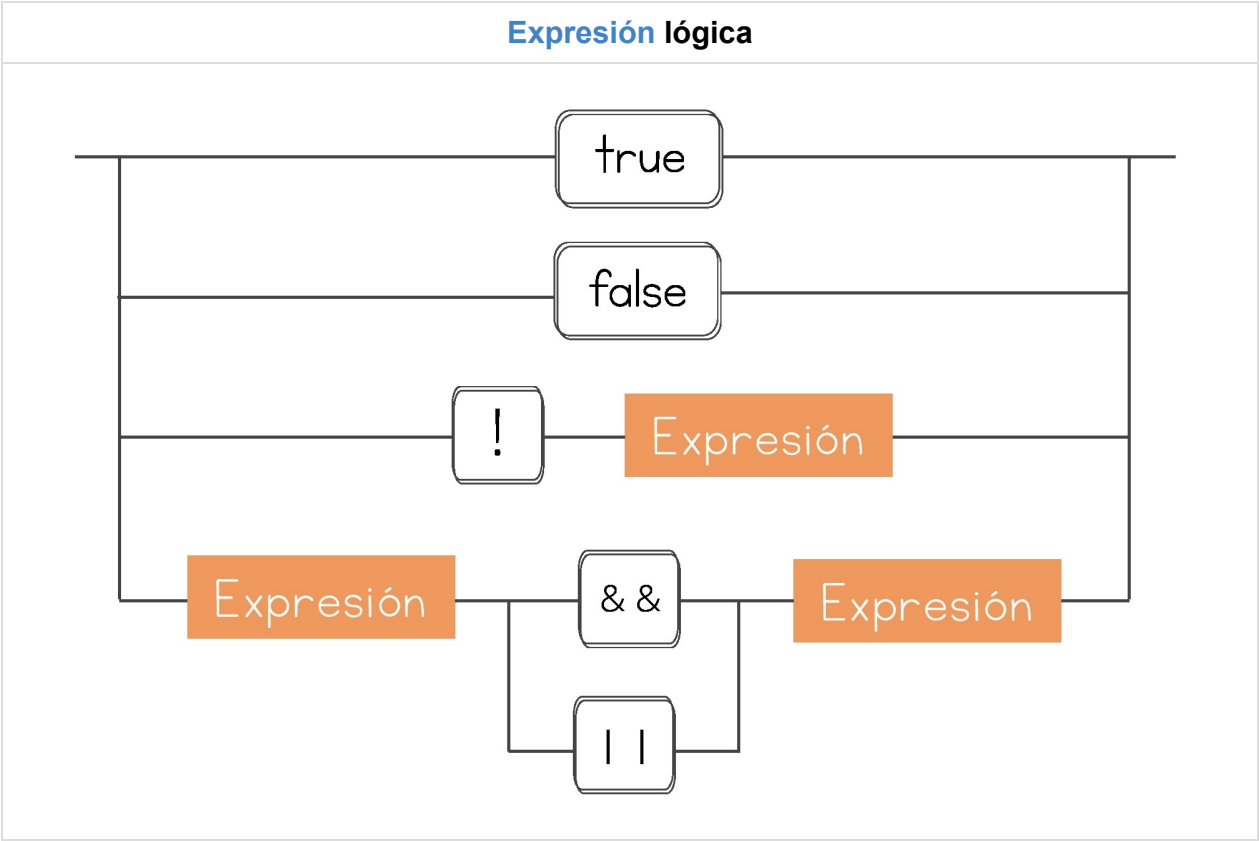 Expresión lógica
true
false
! Expresión
Expresión && Expresión
||